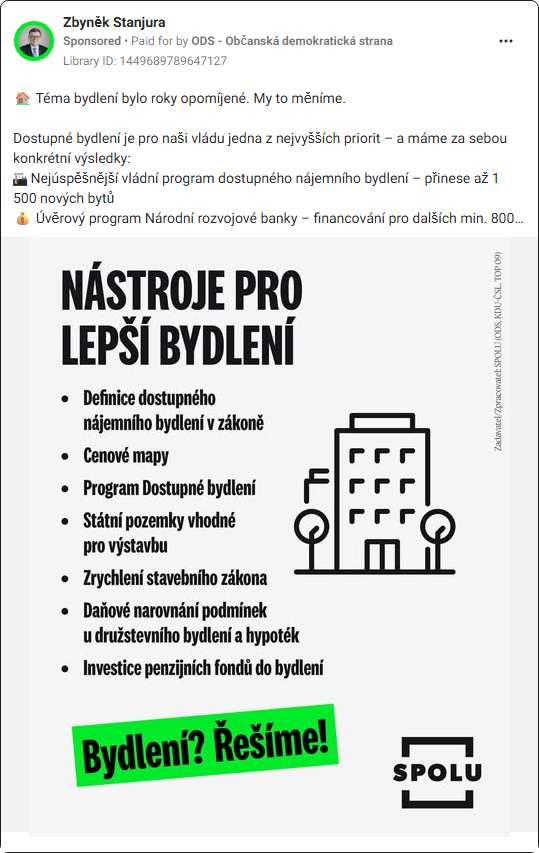 Zbyněk Stanjura
Sponsored • Paid for by ODS - Občanská demokratická strana
Library ID: 1449689789647127
🏠 Téma bydlení bylo roky opomíjené. My to měníme.
Dostupné bydlení je pro naši vládu jedna z nejvyšších priorit – a máme za sebou
konkrétní výsledky:
Nejúspěšnější vládní program dostupného nájemního bydlení – přinese až 1
500 nových bytů
💰 Úvěrový program Národní rozvojové banky – financování pro dalších min. 800...
NÁSTROJE PRO
LEPŠÍ BYDLENÍ
• Definice dostupného
nájemního bydlení v zákoně
• Cenové mapy
• Program Dostupné bydlení
• Státní pozemky vhodné
pro výstavbu
• Zrychlení stavebního zákona
• Daňové narovnání podmínek
u družstevního bydlení a hypoték
• Investice penzijních fondů do bydlení
Bydlení? Řešíme!
SPOLU
Zadavatel/Zpracovatel: SPOLU (ODS, KDU-ČSL, TOP 09)